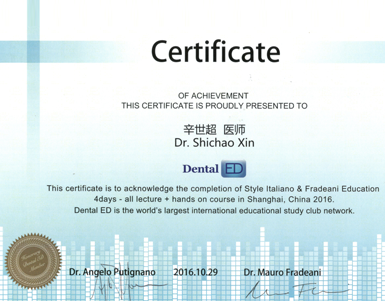 Certificate
OF ACHIEVEMENT
THIS CERTIFICATE IS PROUDLY PRESENTED TO
辛世超 医师
Dr. Shichao Xin
Dental ED
This certificate is to acknowledge the completion of Style Italiano & Fradeani Education
4days - all lecture + hands on course in Shanghai, China 2016.
Dental ED is the world's largest international educational study club network.
Dr. Angelo Putignano 2016.10.29 Dr. Mauro Fradeani